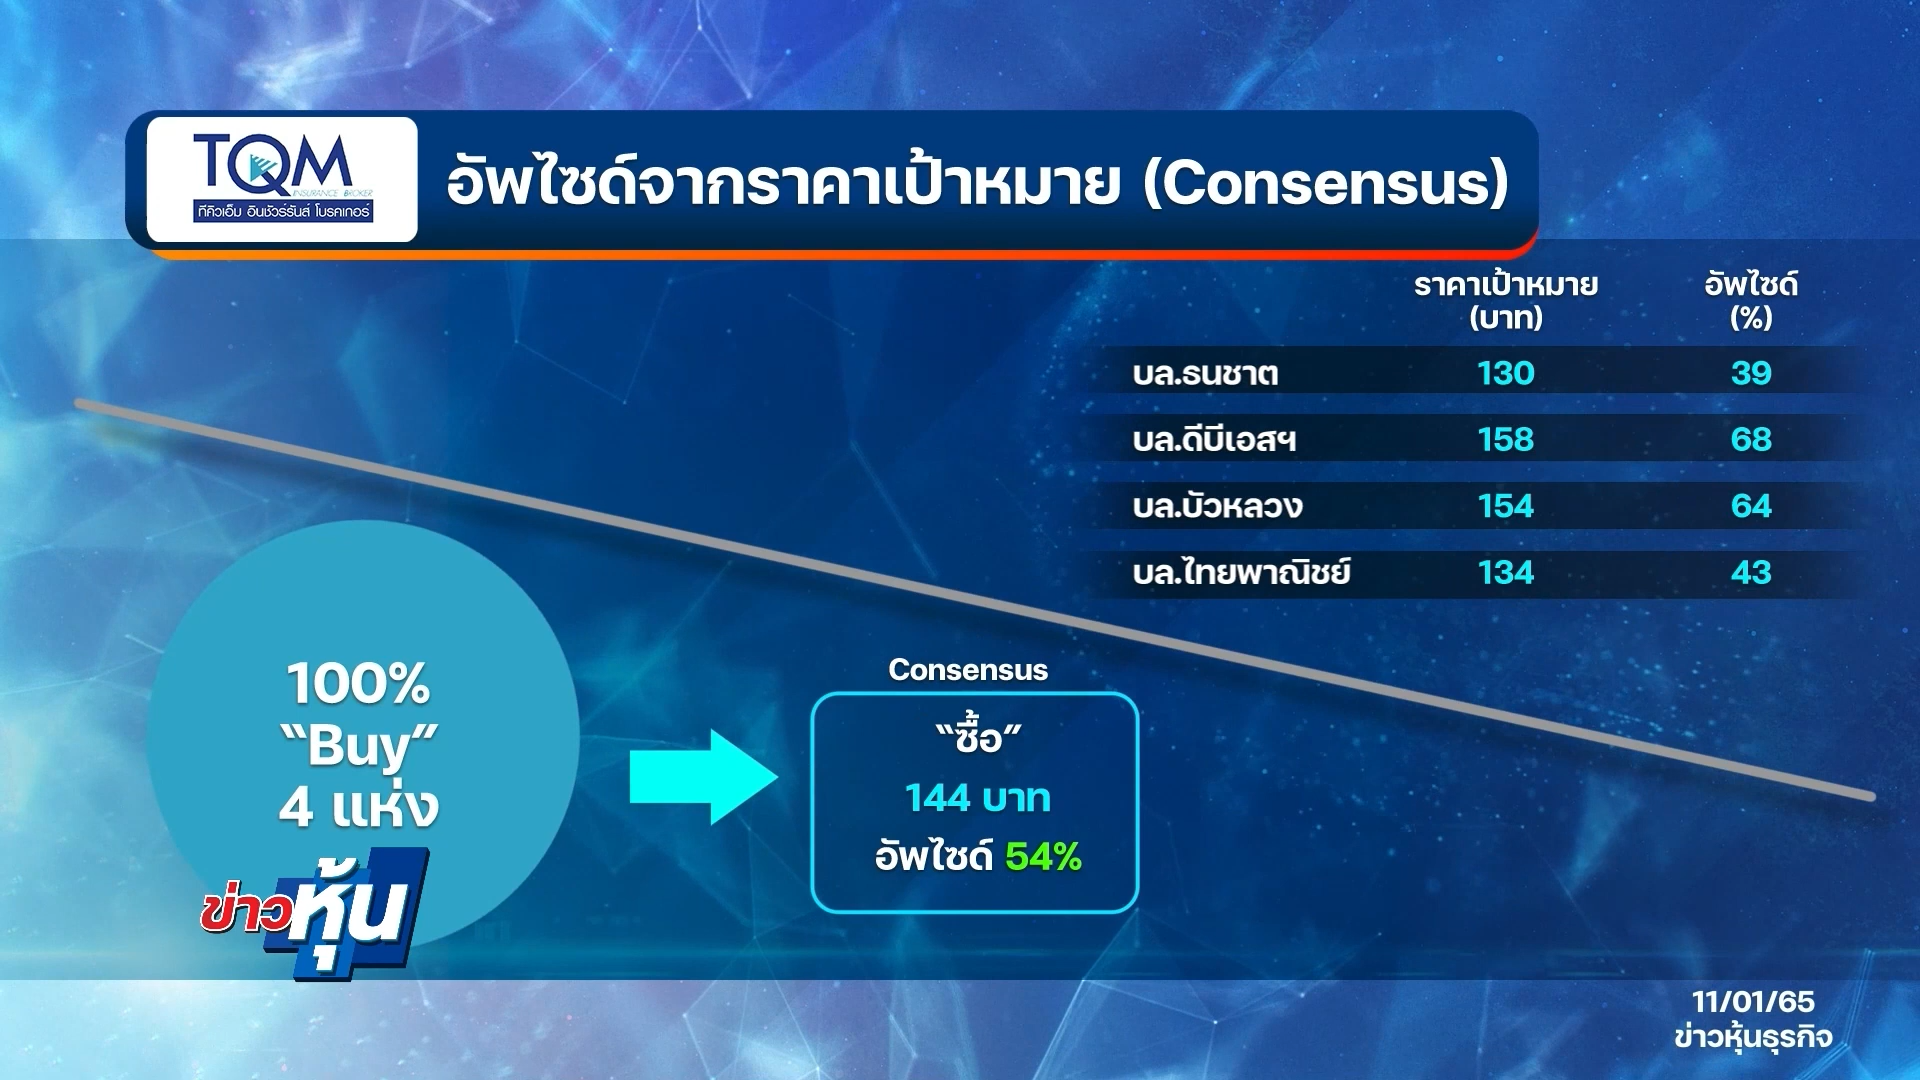 TQM
INSURANCE BROKER
ทีคิวเอ็ม อินชัวร์รันส์ โบรคเกอร์
อัพไซด์จากราคาเป้าหมาย (Consensus)
ราคาเป้าหมาย (บาท) อัพไซด์ (%)
บล.ธนชาต 130 39
บล.ดีบีเอสฯ 158 68
บล.บัวหลวง 154 64
บล.ไทยพาณิชย์ 134 43
100%
“Buy”
4 แห่ง
Consensus
“ซื้อ”
144 บาท
อัพไซด์ 54%
ข่าวหุ้น
11/01/65
ข่าวหุ้นธุรกิจ